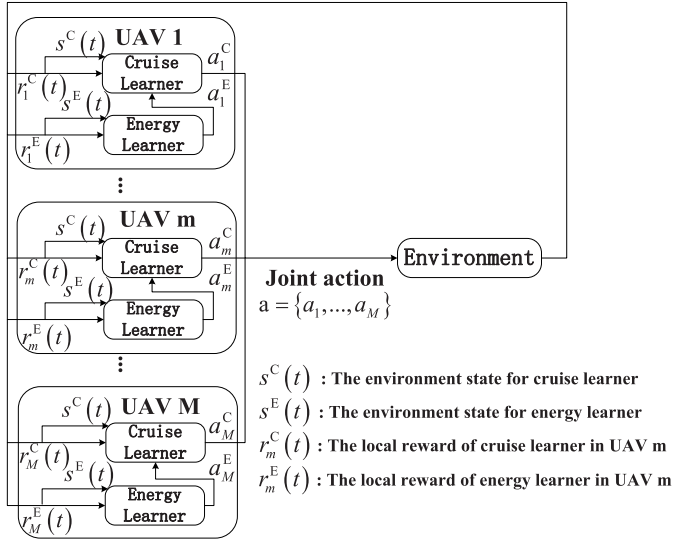 UAV 1
s^C(t)
Cruise
Learner
a_1^C
r_1^C(t)
s^E(t)
a_1^E
Energy
Learner
r_1^E(t)
⋮
UAV m
s^C(t)
Cruise
Learner
a_m^C
r_m^C(t)
s^E(t)
a_m^E
Energy
Learner
r_m^E(t)
Environment
Joint action
a = {a_1,...,a_M}
⋮
UAV M
s^C(t)
Cruise
Learner
a_M^C
r_M^C(t)
s^E(t)
a_M^E
Energy
Learner
r_M^E(t)
s^C(t) : The environment state for cruise learner
s^E(t) : The environment state for energy learner
r_m^C(t) : The local reward of cruise learner in UAV m
r_m^E(t) : The local reward of energy learner in UAV m